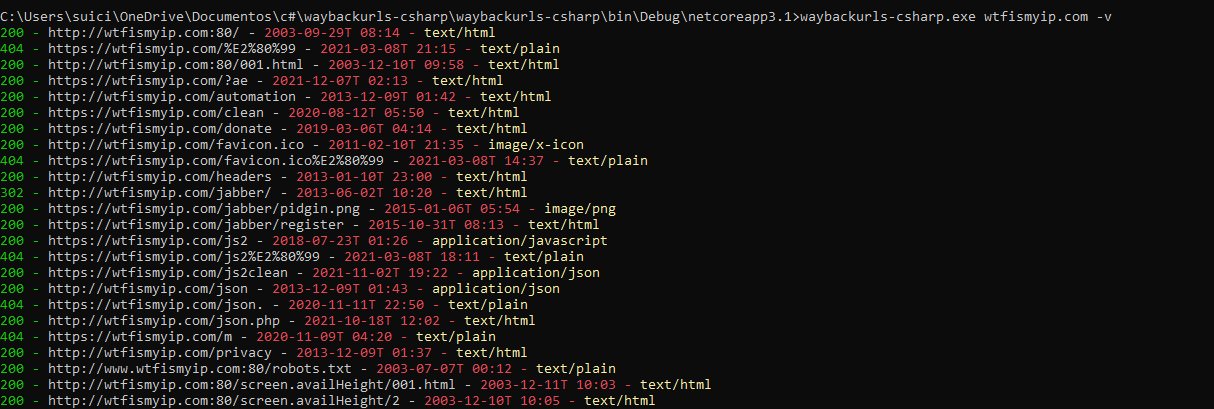 C:\Users\suici\OneDrive\Documentos\c#\waybackurls-csharp\waybackurls-csharp\bin\Debug\netcoreapp3.1>waybackurls-csharp.exe wtfismyip.com -v
200 - http://wtfismyip.com:80/ - 2003-09-29T 08:14 - text/html
404 - https://wtfismyip.com/%E2%80%99 - 2021-03-08T 21:15 - text/plain
200 - http://wtfismyip.com:80/001.html - 2003-12-10T 09:58 - text/html
200 - https://wtfismyip.com/?ae - 2021-12-07T 02:13 - text/html
200 - http://wtfismyip.com/automation - 2013-12-09T 01:42 - text/html
200 - https://wtfismyip.com/clean - 2020-08-12T 05:50 - text/html
200 - https://wtfismyip.com/donate - 2019-03-06T 04:14 - text/html
200 - http://wtfismyip.com/favicon.ico - 2011-02-10T 21:35 - image/x-icon
404 - https://wtfismyip.com/favicon.ico%E2%80%99 - 2021-03-08T 14:37 - text/plain
200 - http://wtfismyip.com/headers - 2013-01-10T 23:00 - text/html
302 - http://wtfismyip.com/jabber/ - 2013-06-02T 10:20 - text/html
200 - https://wtfismyip.com/jabber/pidgin.png - 2015-01-06T 05:54 - image/png
200 - https://wtfismyip.com/jabber/register - 2015-10-31T 08:13 - text/html
200 - https://wtfismyip.com/js2 - 2018-07-23T 01:26 - application/javascript
404 - https://wtfismyip.com/js2%E2%80%99 - 2021-03-08T 18:11 - text/plain
200 - https://wtfismyip.com/js2clean - 2021-11-02T 19:22 - application/json
200 - http://wtfismyip.com/json - 2013-12-09T 01:43 - application/json
404 - https://wtfismyip.com/json. - 2020-11-11T 22:50 - text/plain
200 - http://wtfismyip.com/json.php - 2021-10-18T 12:02 - text/html
404 - https://wtfismyip.com/m - 2020-11-09T 04:20 - text/plain
200 - http://wtfismyip.com/privacy - 2013-12-09T 01:37 - text/html
200 - http://www.wtfismyip.com:80/robots.txt - 2003-07-07T 00:12 - text/plain
200 - http://wtfismyip.com:80/screen.availHeight/001.html - 2003-12-11T 10:03 - text/html
200 - http://wtfismyip.com:80/screen.availHeight/2 - 2003-12-10T 10:05 - text/html